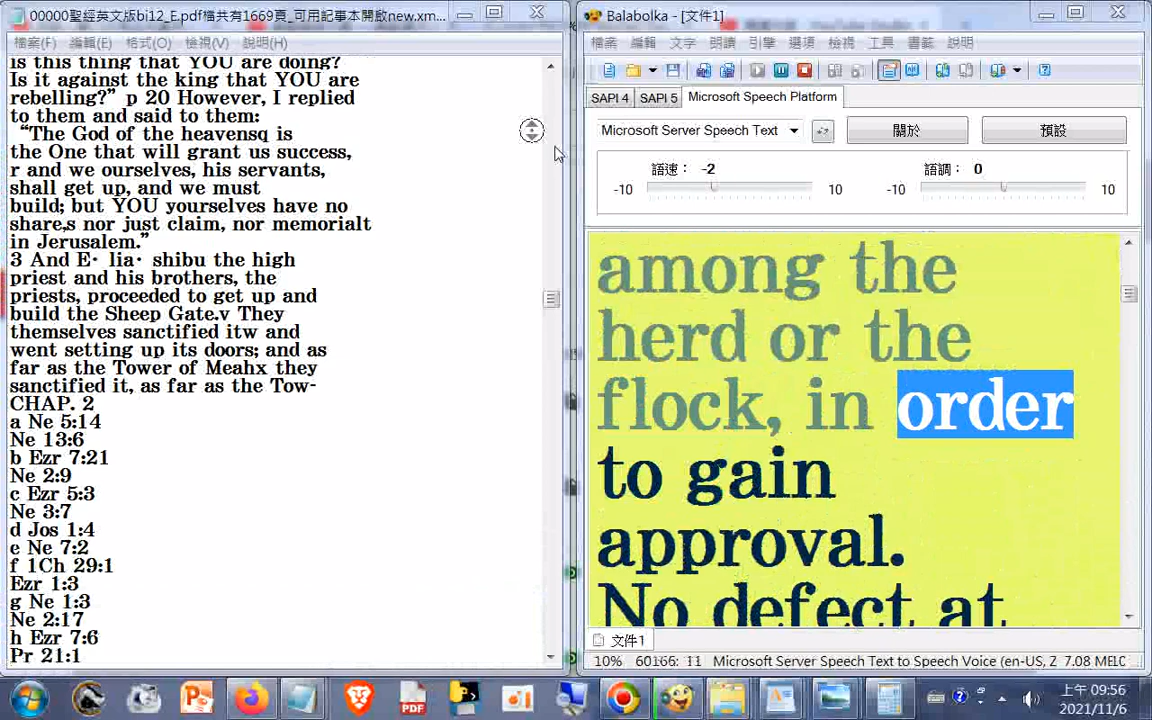 00000聖經英文版bi12_E.pdf檔共有1669頁_可用記事本開啟new.xm...
檔案(F) 編輯(E) 格式(O) 檢視(V) 說明(H)
is this thing that YOU are doing?
Is it against the king that YOU are
rebelling?” p 20 However, I replied
to them and said to them:
“The God of the heavensq is
the One that will grant us success,
r and we ourselves, his servants,
shall get up, and we must
build; but YOU yourselves have no
share,s nor just claim, nor memorialt
in Jerusalem.”
3 And E· lia· shibu the high
priest and his brothers, the
priests, proceeded to get up and
build the Sheep Gate.v They
themselves sanctified itw and
went setting up its doors; and as
far as the Tower of Meahx they
sanctified it, as far as the Tow-
CHAP. 2
a Ne 5:14
Ne 13:6
b Ezr 7:21
Ne 2:9
c Ezr 5:3
Ne 3:7
d Jos 1:4
e Ne 7:2
f 1Ch 29:1
Ezr 1:3
g Ne 1:3
Ne 2:17
h Ezr 7:6
Pr 21:1
Balabolka - [文件1]
檔案 編輯 文字 朗讀 引擎 選項 檢視 工具 書籤 說明
SAPI 4 SAPI 5 Microsoft Speech Platform
Microsoft Server Speech Text 關於 預設
語速： -2 語調： 0
-10 10 -10 10
among the
herd or the
flock, in order
to gain
approval.
No defect at
文件1
10% 60166: 11 Microsoft Server Speech Text to Speech Voice (en-US, Z 7.08 MELC
上午 09:56
2021/11/6